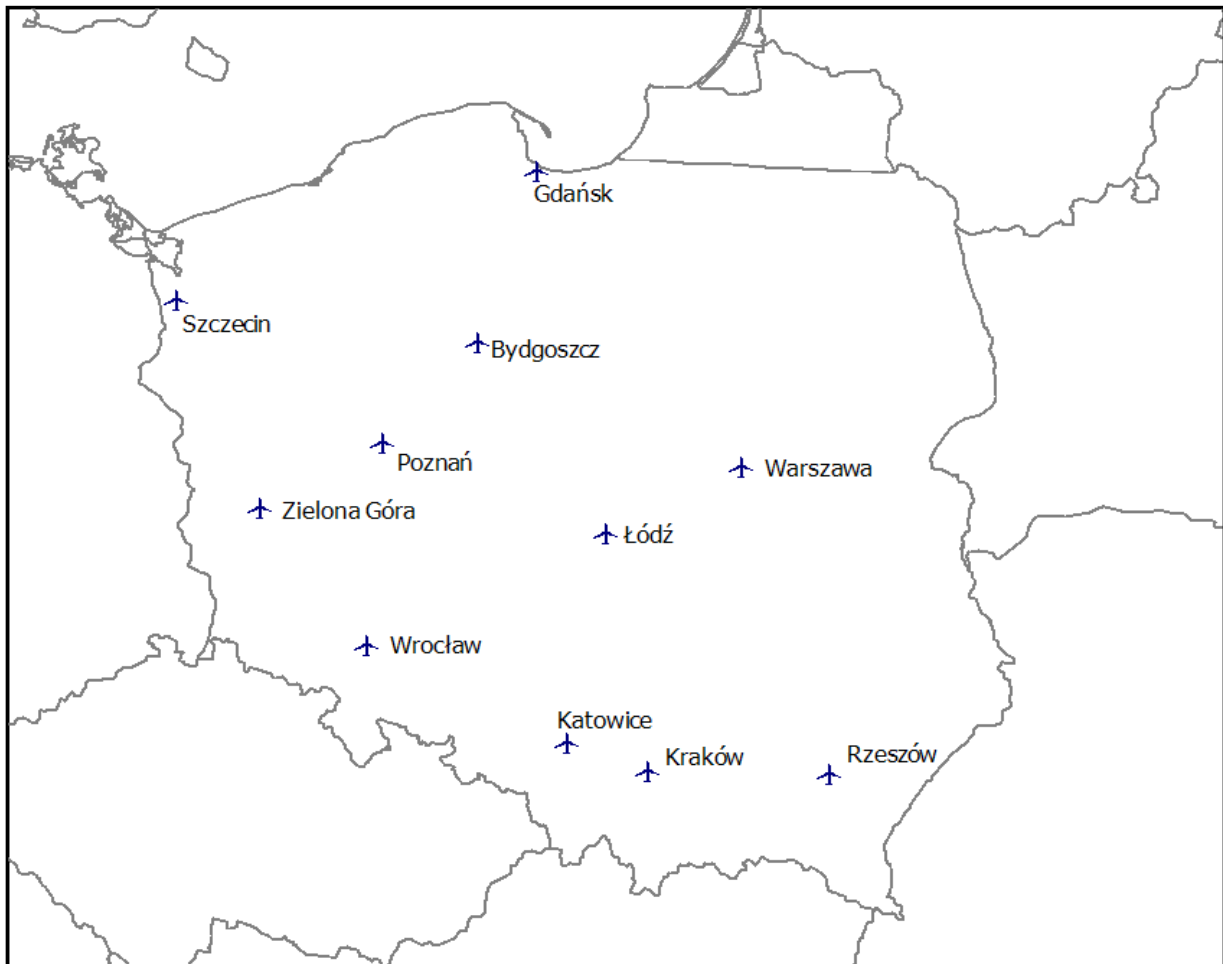 Gdańsk
Szczecin
Bydgoszcz
Poznań
Warszawa
Zielona Góra
Łódź
Wrocław
Katowice
Kraków
Rzeszów